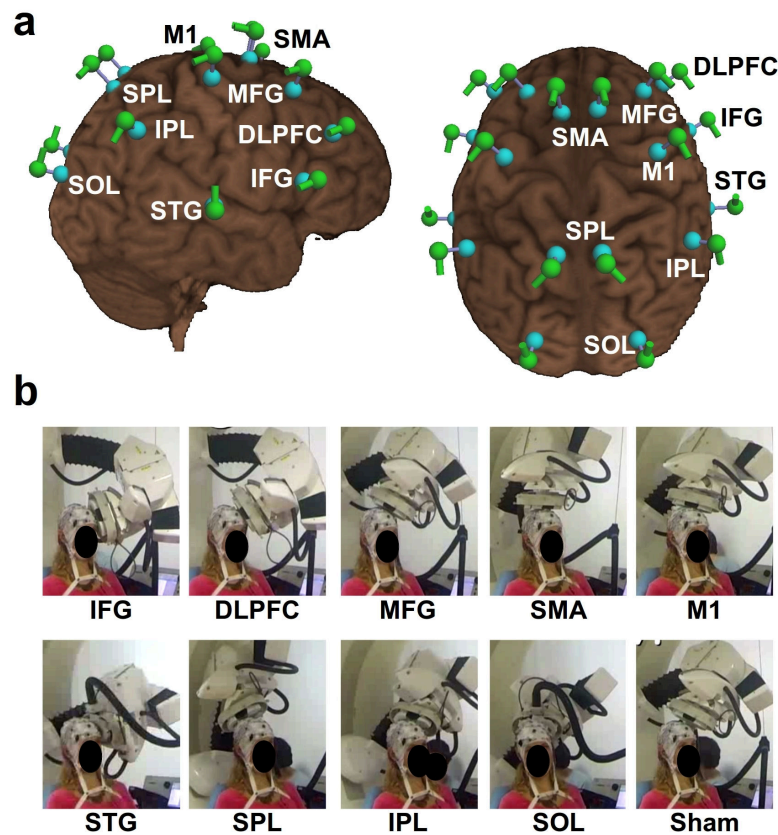 a
M1
SMA
SPL
MFG
IPL
DLPFC
SOL
IFG
STG
DLPFC
MFG
IFG
SMA
M1
STG
SPL
IPL
SOL
b
IFG
DLPFC
MFG
SMA
M1
STG
SPL
IPL
SOL
Sham